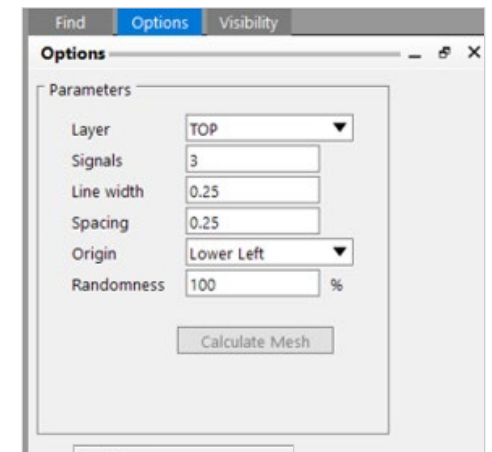 Find Options Visibility
Options
Parameters
Layer TOP
Signals 3
Line width 0.25
Spacing 0.25
Origin Lower Left
Randomness 100 %
Calculate Mesh